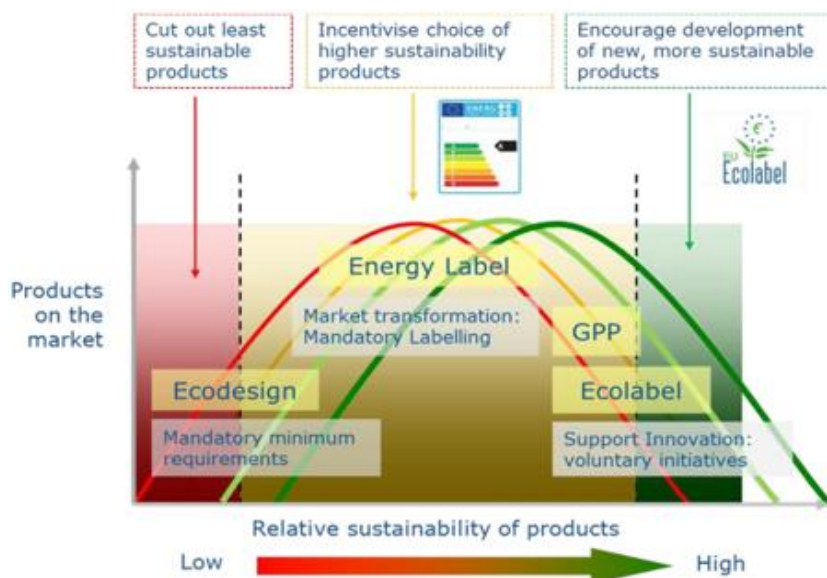 Cut out least
sustainable
products
Incentivise choice of
higher sustainability
products
Encourage development
of new, more sustainable
products
ENERG
EU
Ecolabel
Products
on the
market
Energy Label
Market transformation:
Mandatory Labelling
GPP
Ecodesign
Ecolabel
Mandatory minimum
requirements
Support Innovation:
voluntary initiatives
Relative sustainability of products
Low
High